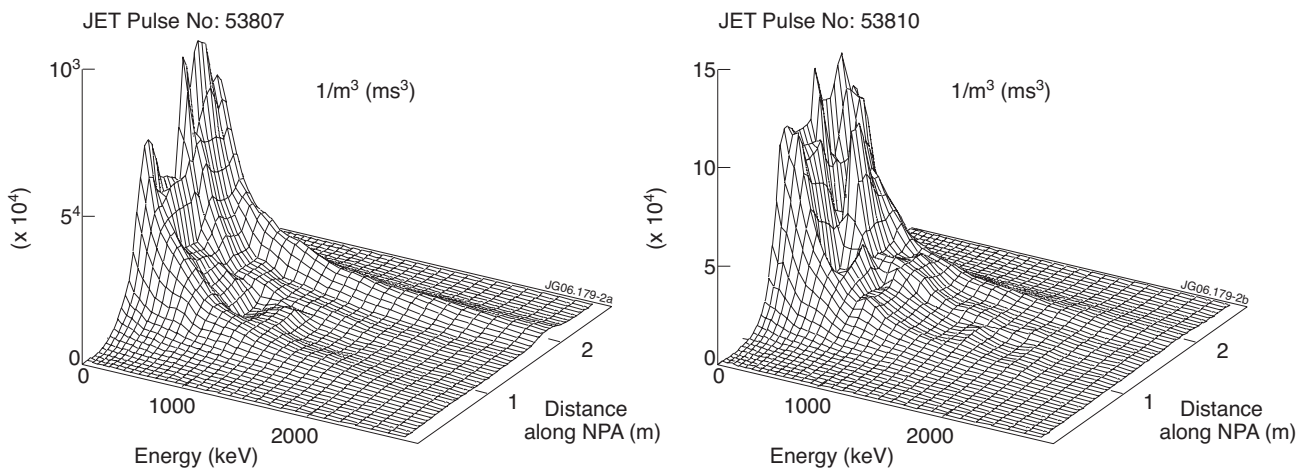 JET Pulse No: 53807
10³
1/m³ (ms³)
(x 10⁴)
5⁴
0
0
1000
2000
Energy (keV)
1
2
Distance
along NPA (m)
JG06.179-2a
JET Pulse No: 53810
15
1/m³ (ms³)
10
(x 10⁴)
5
0
0
1000
2000
Energy (keV)
1
2
Distance
along NPA (m)
JG06.179-2b